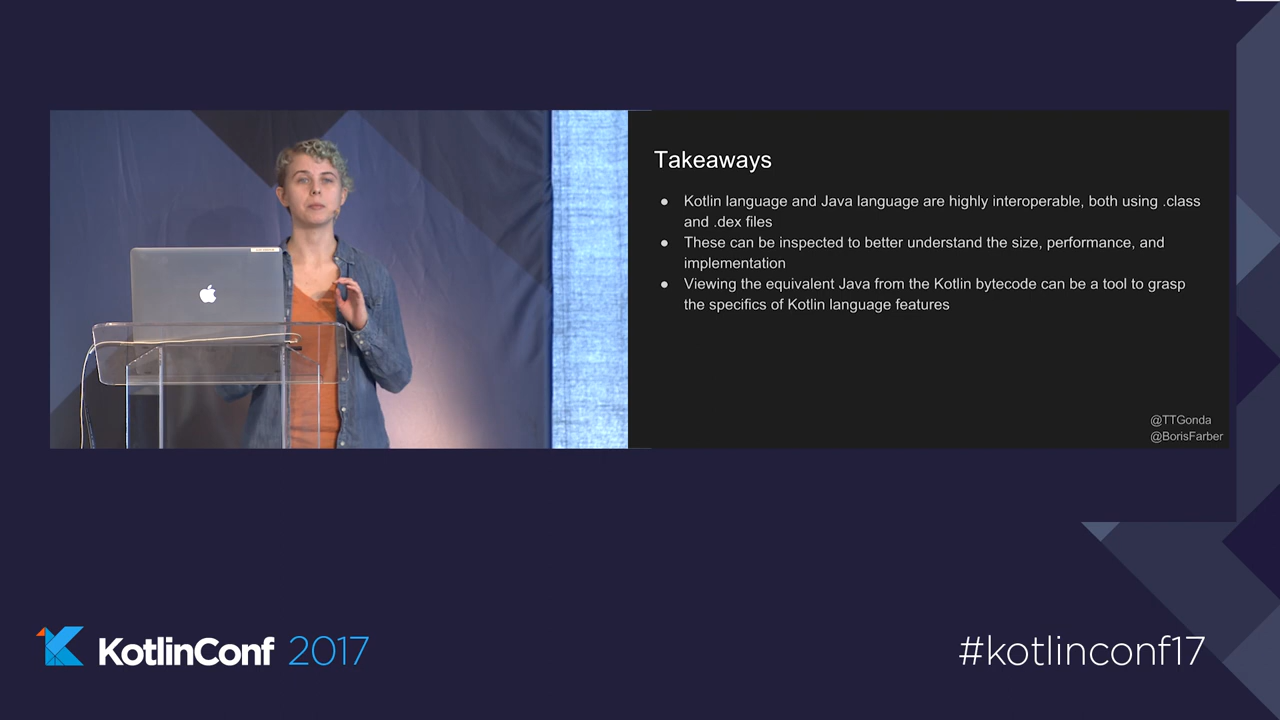 Takeaways
● Kotlin language and Java language are highly interoperable, both using .class
and .dex files
● These can be inspected to better understand the size, performance, and
implementation
● Viewing the equivalent Java from the Kotlin bytecode can be a tool to grasp
the specifics of Kotlin language features
@TTGonda
@BorisFarber
KotlinConf 2017
#kotlinconf17